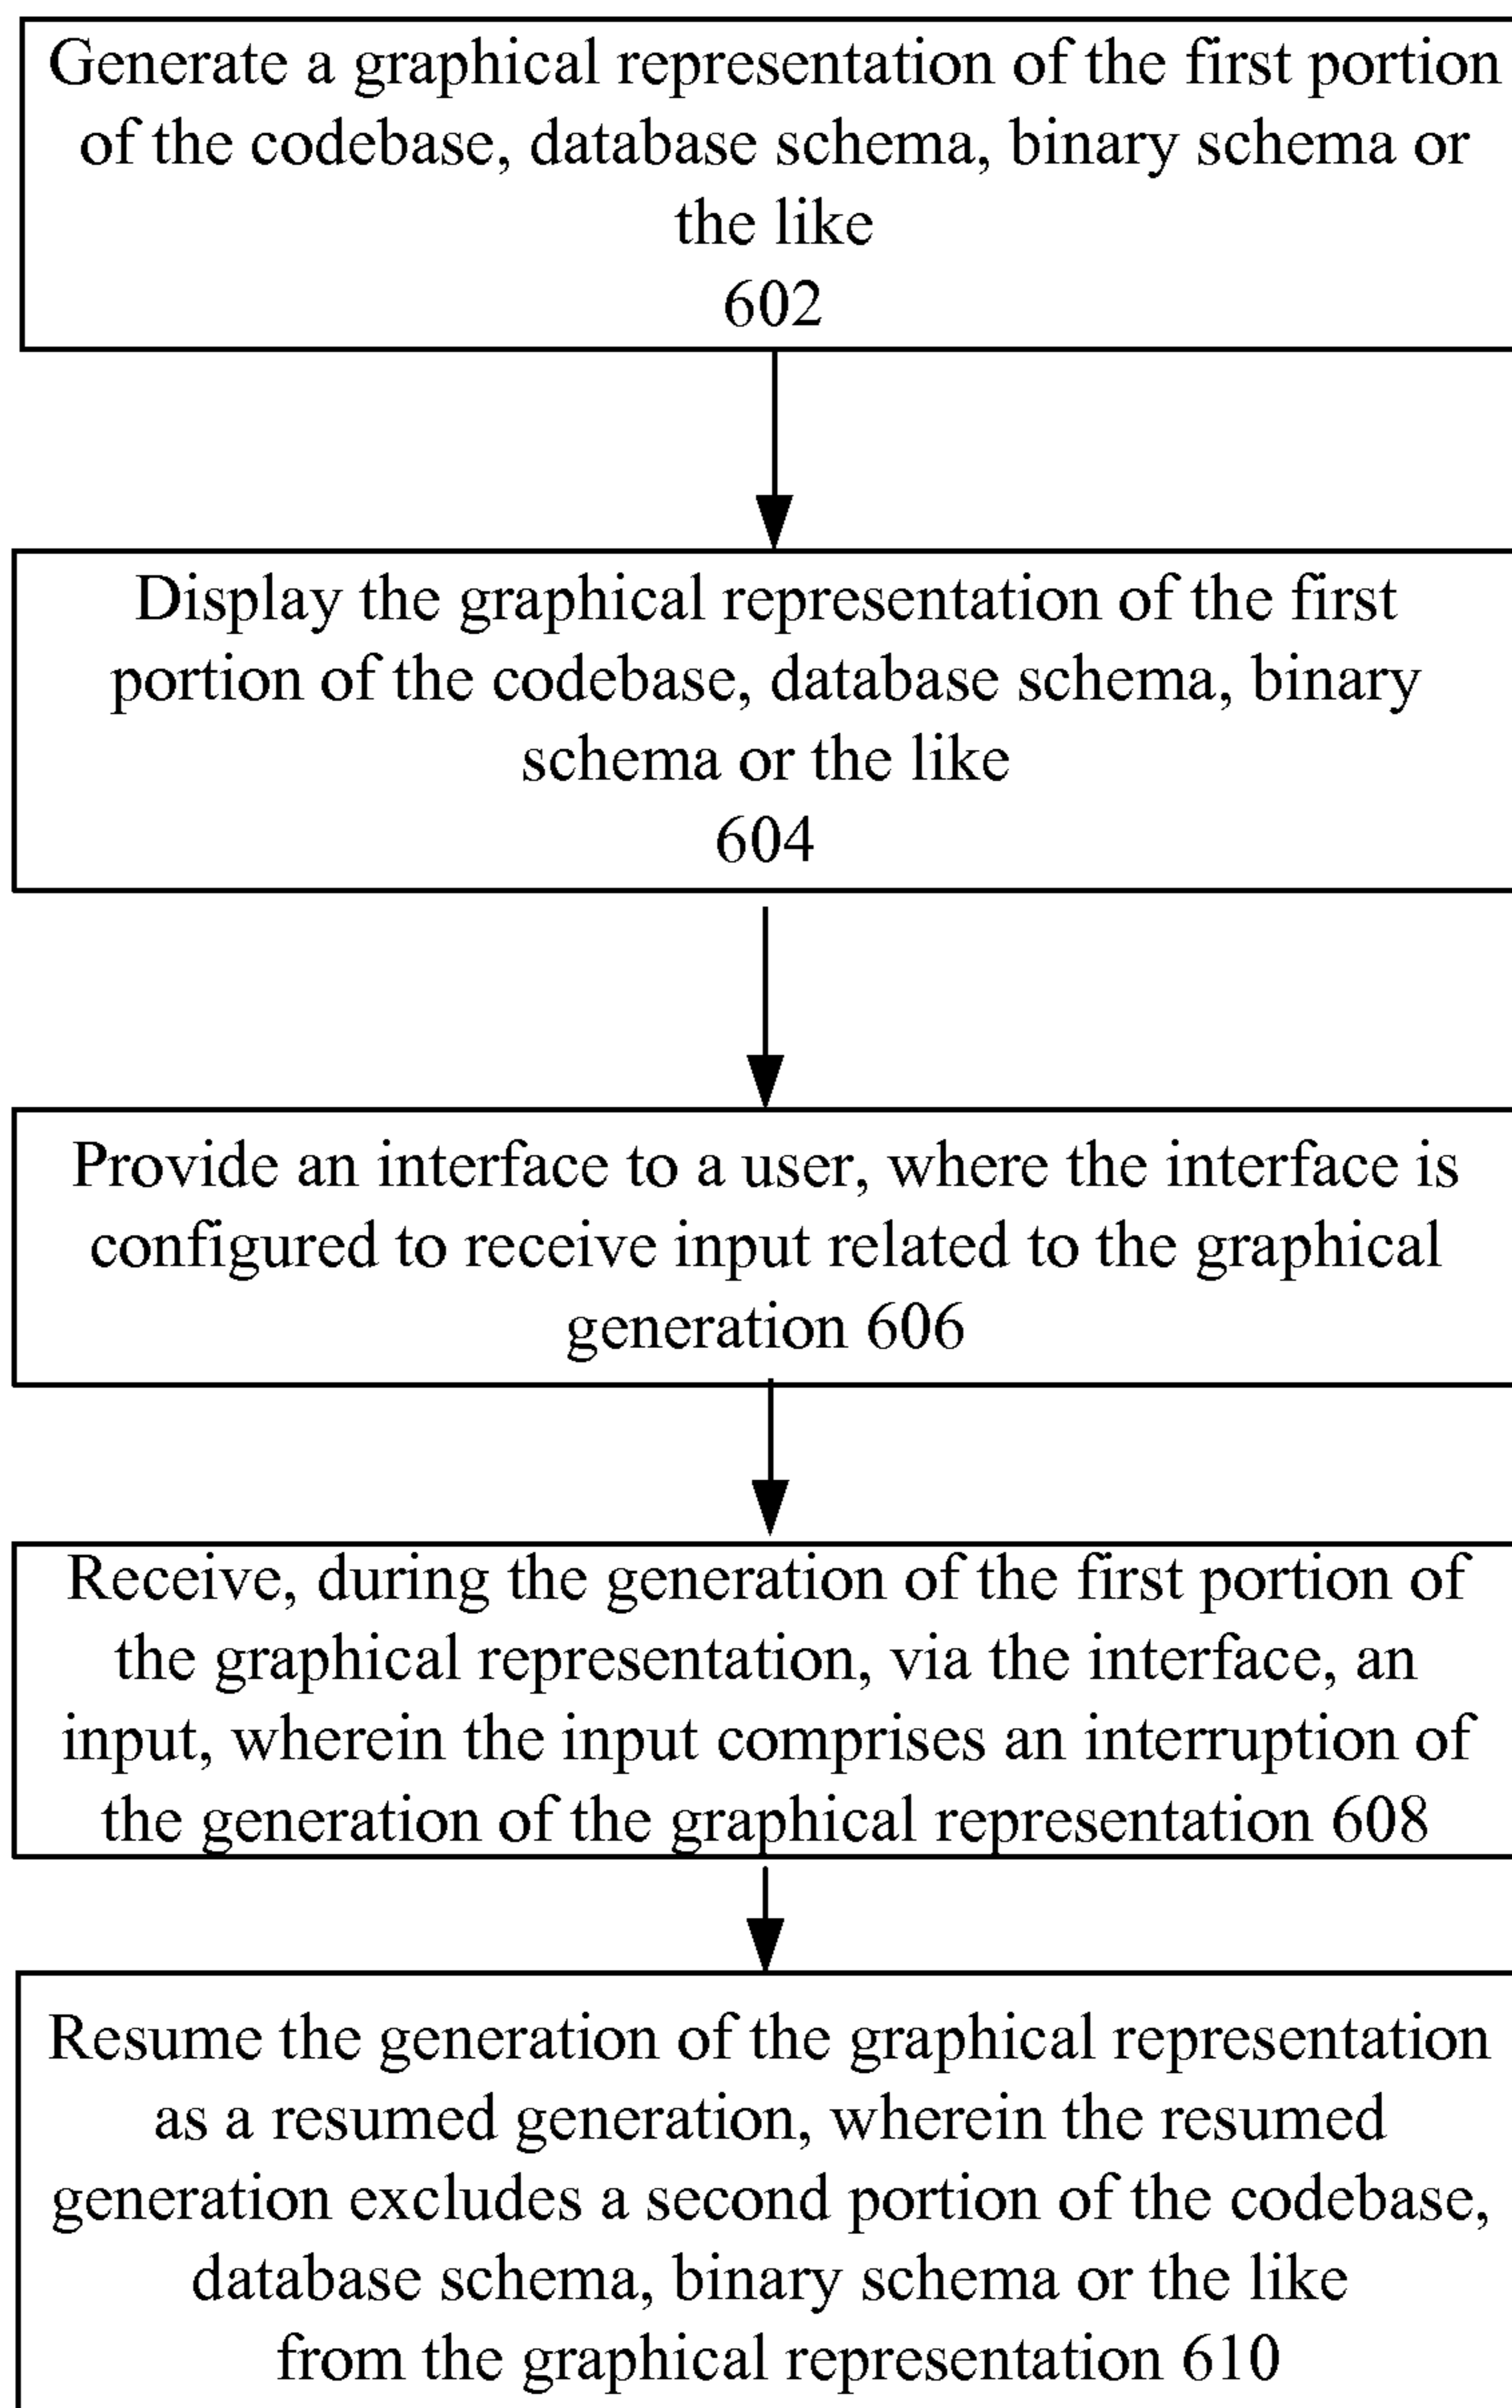 Generate a graphical representation of the first portion
of the codebase, database schema, binary schema or
the like
602
Display the graphical representation of the first
portion of the codebase, database schema, binary
schema or the like
604
Provide an interface to a user, where the interface is
configured to receive input related to the graphical
generation 606
Receive, during the generation of the first portion of
the graphical representation, via the interface, an
input, wherein the input comprises an interruption of
the generation of the graphical representation 608
Resume the generation of the graphical representation
as a resumed generation, wherein the resumed
generation excludes a second portion of the codebase,
database schema, binary schema or the like
from the graphical representation 610